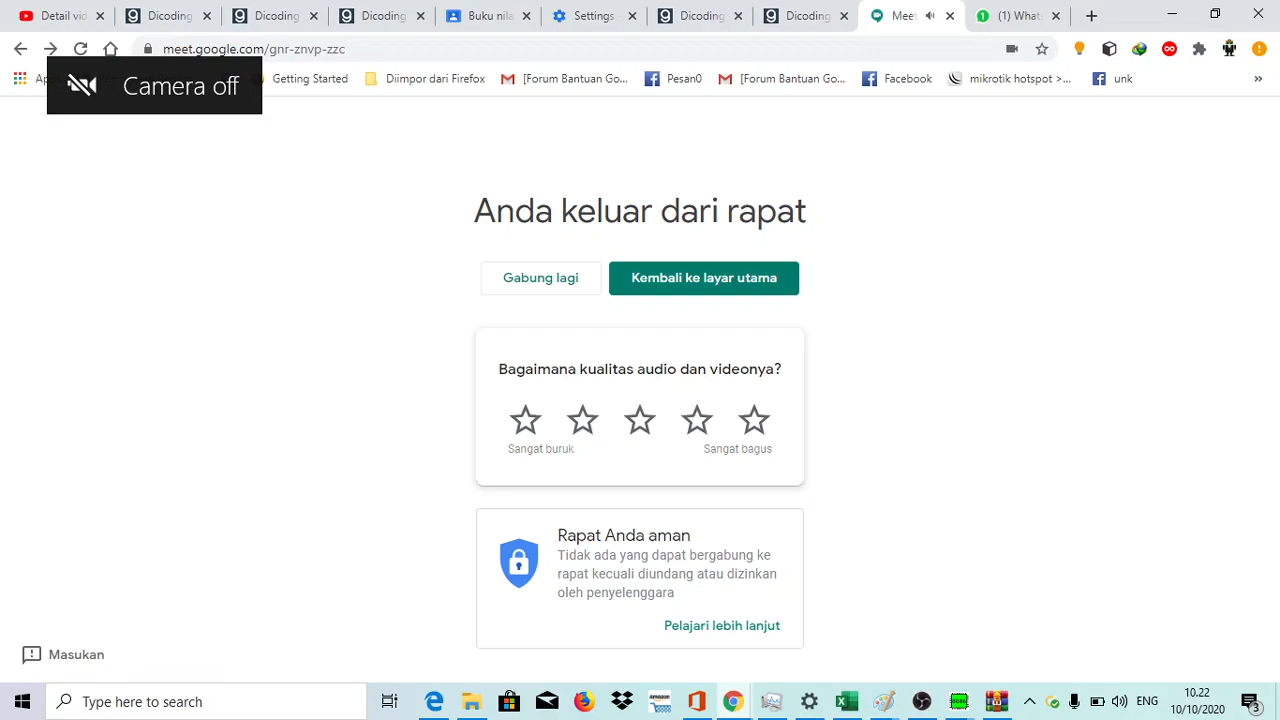 Detail vid
Dicoding
Dicoding
Dicoding
Buku nila
Settings
Dicoding
Dicoding
Meet
(1) Whats
meet.google.com/gnr-znvp-zzc
Getting Started
Diimpor dari Firefox
[Forum Bantuan Go...
Pesan0
[Forum Bantuan Go...
Facebook
mikrotik hotspot >...
unk
»
Camera off
Anda keluar dari rapat
Gabung lagi
Kembali ke layar utama
Bagaimana kualitas audio dan videonya?
Sangat buruk
Sangat bagus
Rapat Anda aman
Tidak ada yang dapat bergabung ke
rapat kecuali diundang atau dizinkan
oleh penyelenggara
Pelajari lebih lanjut
Masukan
Type here to search
ENG
10.22
10/10/2020
3